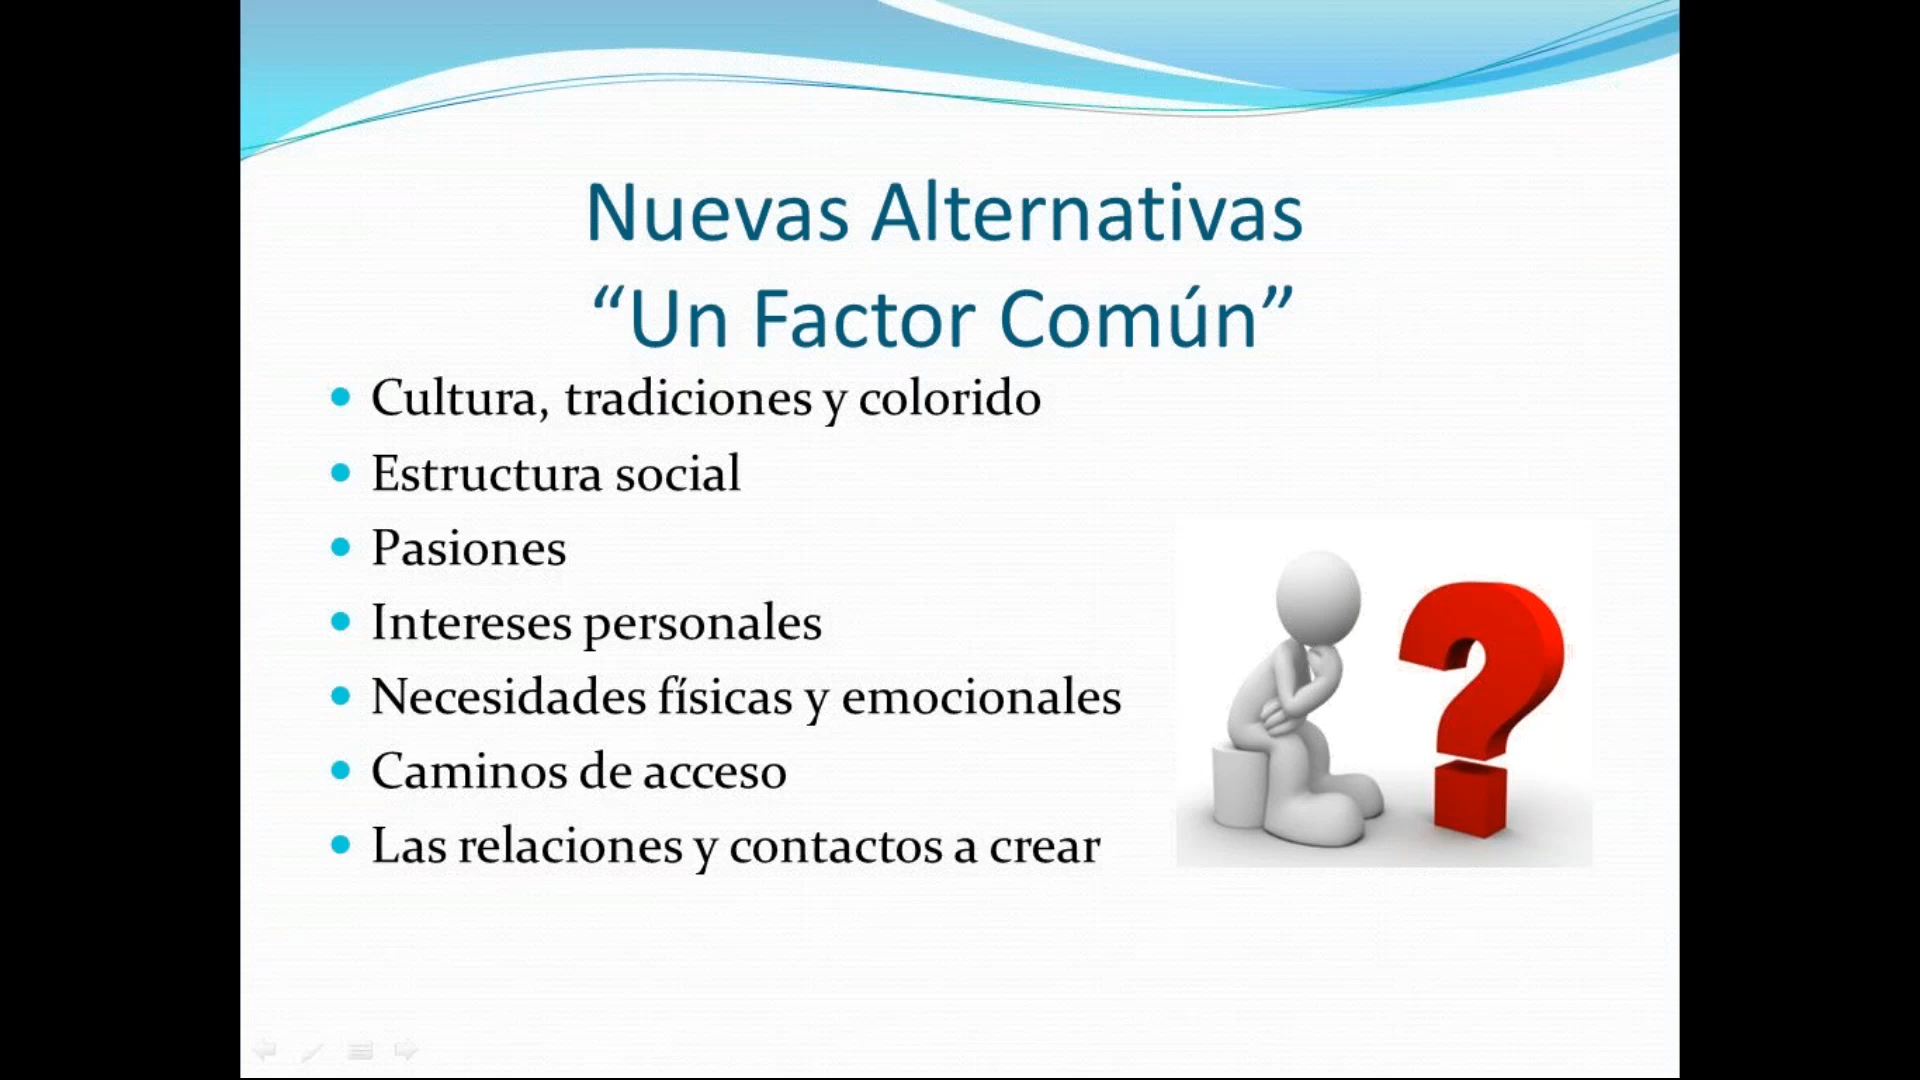 Nuevas Alternativas
“Un Factor Común”
Cultura, tradiciones y colorido
Estructura social
Pasiones
Intereses personales
Necesidades físicas y emocionales
Caminos de acceso
Las relaciones y contactos a crear